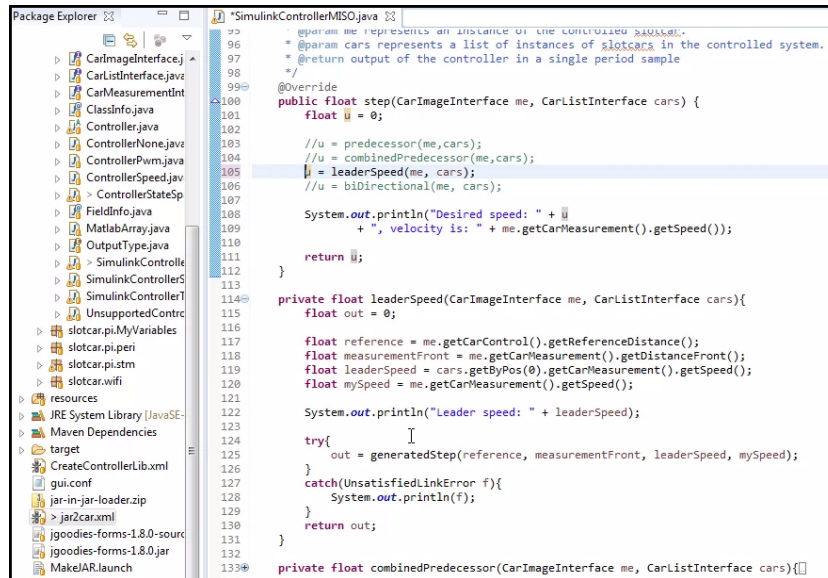 Package Explorer
*SimulinkControllerMISO.java
CarImageInterface.j
CarListInterface.java
CarMeasurementInt
ClassInfo.java
Controller.java
ControllerNone.java
ControllerPwm.java
ControllerSpeed.jav
> ControllerStateSp
FieldInfo.java
MatlabArray.java
OutputType.java
> SimulinkControlle
SimulinkControllerS
SimulinkControllerT
UnsupportedContrc
slotcar.pi.MyVariables
slotcar.pi.peri
slotcar.pi.stm
slotcar.wifi
resources
JRE System Library [JavaSE-
Maven Dependencies
target
CreateControllerLib.xml
gui.conf
jar-in-jar-loader.zip
> jar2car.xml
jgoodies-forms-1.8.0-sourc
jgoodies-forms-1.8.0.jar
MakeJAR.launch
95 * @param me represents an instance of the controlled slotcar.
96 * @param cars represents a list of instances of slotcars in the controlled system.
97 * @return output of the controller in a single period sample
98 */
99 @Override
100 public float step(CarImageInterface me, CarListInterface cars) {
101 float u = 0;
102
103 //u = predecessor(me,cars);
104 //u = combinedPredecessor(me,cars);
105 u = leaderSpeed(me, cars);
106 //u = biDirectional(me, cars);
107
108 System.out.println("Desired speed: " + u
109 + ", velocity is: " + me.getCarMeasurement().getSpeed());
110
111 return u;
112 }
113
114 private float leaderSpeed(CarImageInterface me, CarListInterface cars){
115 float out = 0;
116
117 float reference = me.getCarControl().getReferenceDistance();
118 float measurementFront = me.getCarMeasurement().getDistanceFront();
119 float leaderSpeed = cars.getByPos(0).getCarMeasurement().getSpeed();
120 float mySpeed = me.getCarMeasurement().getSpeed();
121
122 System.out.println("Leader speed: " + leaderSpeed);
123
124 try{
125 out = generatedStep(reference, measurementFront, leaderSpeed, mySpeed);
126 }
127 catch(UnsatisfiedLinkError f){
128 System.out.println(f);
129 }
130 return out;
131 }
132
133 private float combinedPredecessor(CarImageInterface me, CarListInterface cars){